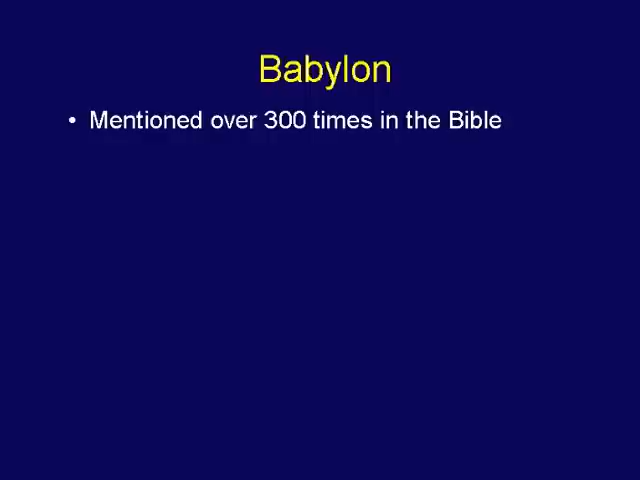 Babylon
• Mentioned over 300 times in the Bible